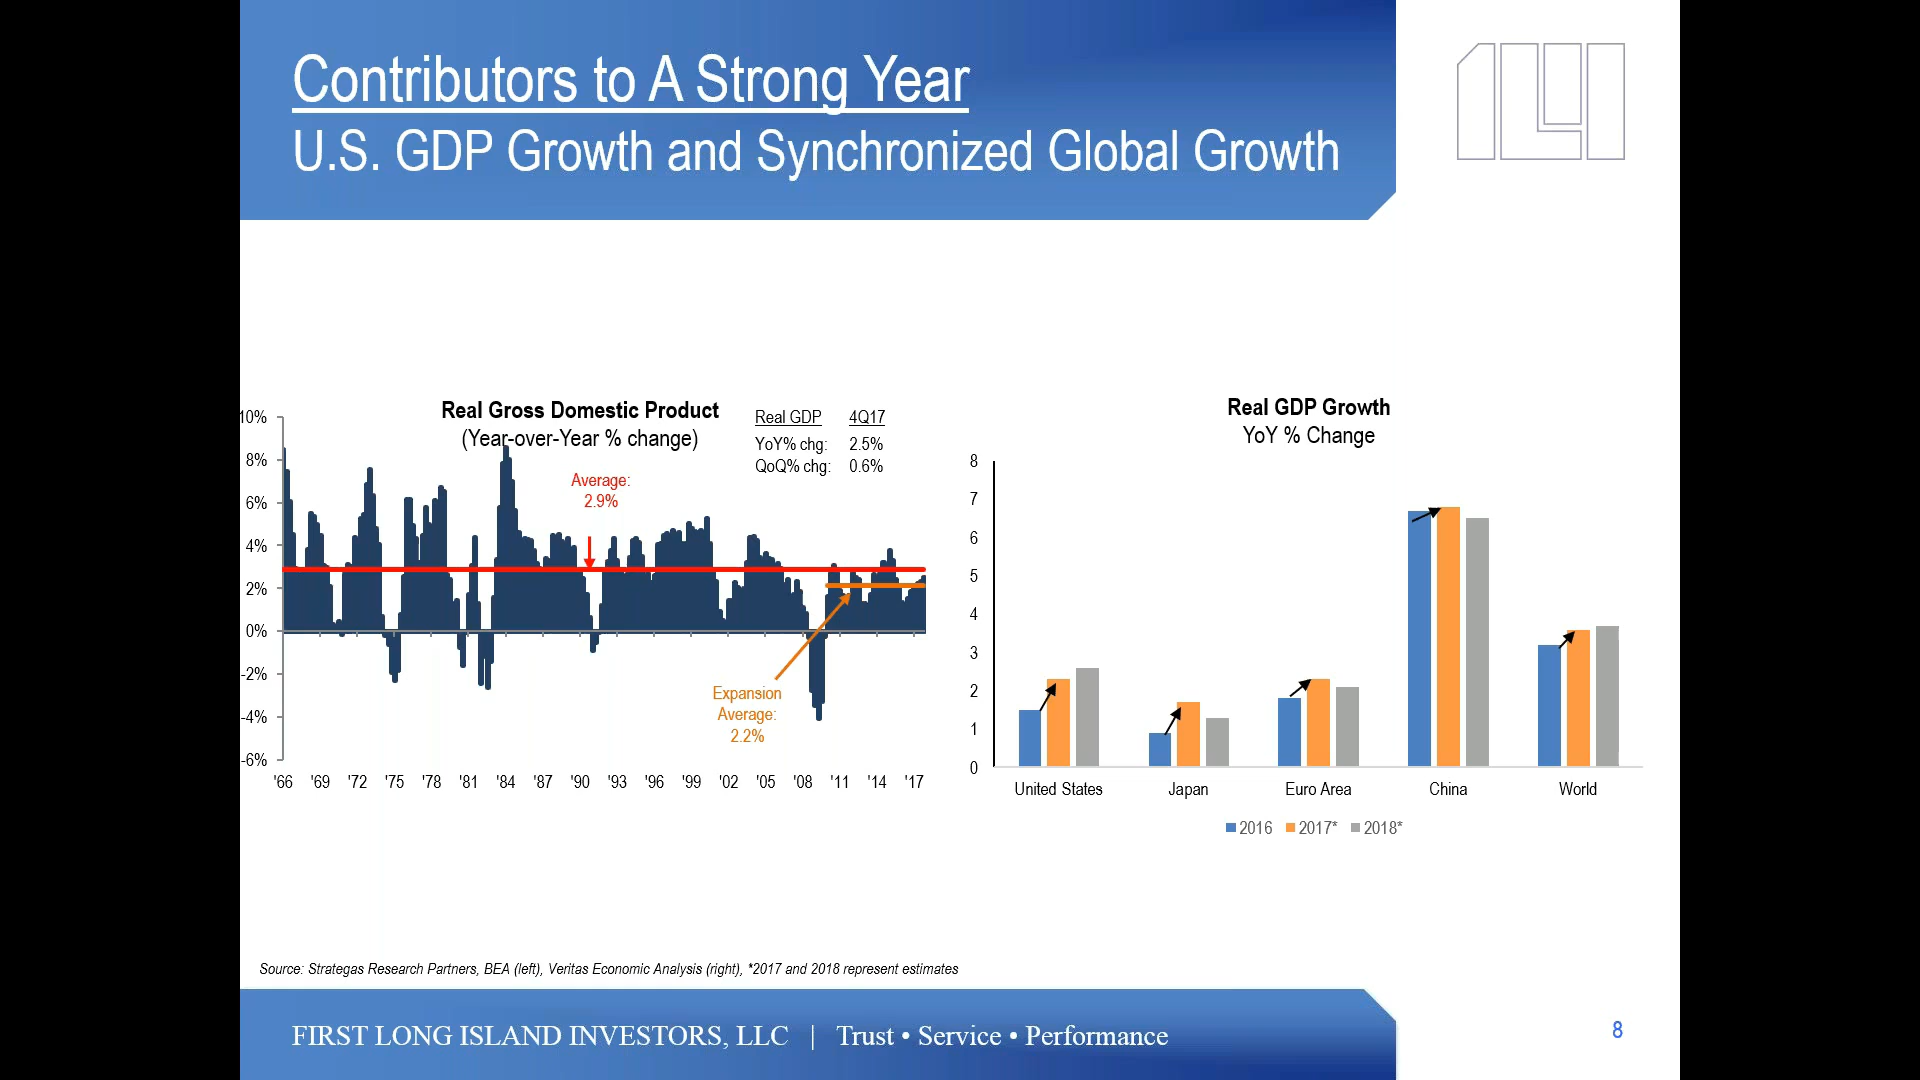 Contributors to A Strong Year
U.S. GDP Growth and Synchronized Global Growth
Real Gross Domestic Product
(Year-over-Year % change)
Real GDP 4Q17
YoY% chg: 2.5%
QoQ% chg: 0.6%
Average:
2.9%
Expansion
Average:
2.2%
10%
8%
6%
4%
2%
0%
-2%
-4%
-6%
'66 '69 '72 '75 '78 '81 '84 '87 '90 '93 '96 '99 '02 '05 '08 '11 '14 '17
Real GDP Growth
YoY % Change
8
7
6
5
4
3
2
1
0
United States Japan Euro Area China World
2016 2017* 2018*
Source: Strategas Research Partners, BEA (left), Veritas Economic Analysis (right), *2017 and 2018 represent estimates
FIRST LONG ISLAND INVESTORS, LLC | Trust • Service • Performance
8